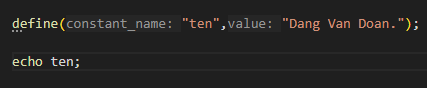 define(constant_name: "ten",value: "Dang Van Doan.");
echo ten;